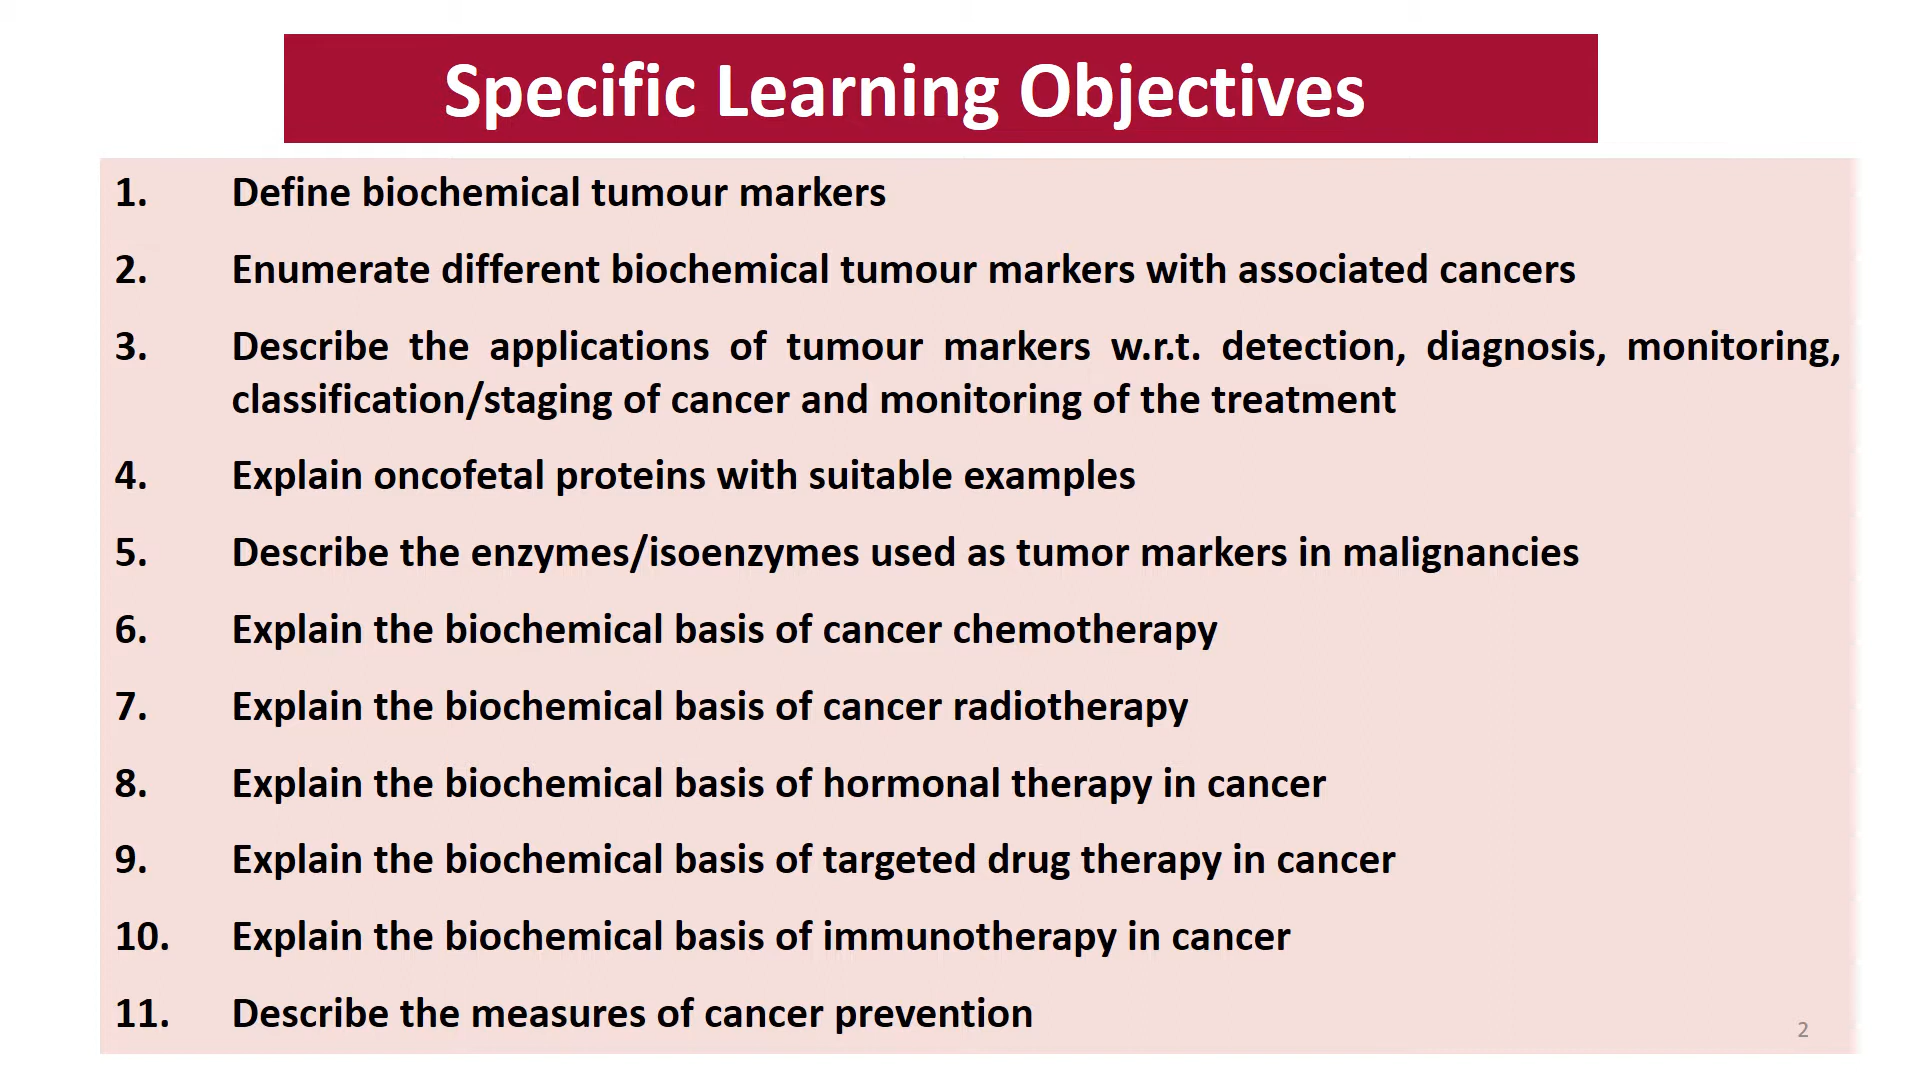 Specific Learning Objectives
1. Define biochemical tumour markers
2. Enumerate different biochemical tumour markers with associated cancers
3. Describe the applications of tumour markers w.r.t. detection, diagnosis, monitoring,
classification/staging of cancer and monitoring of the treatment
4. Explain oncofetal proteins with suitable examples
5. Describe the enzymes/isoenzymes used as tumor markers in malignancies
6. Explain the biochemical basis of cancer chemotherapy
7. Explain the biochemical basis of cancer radiotherapy
8. Explain the biochemical basis of hormonal therapy in cancer
9. Explain the biochemical basis of targeted drug therapy in cancer
10. Explain the biochemical basis of immunotherapy in cancer
11. Describe the measures of cancer prevention
2